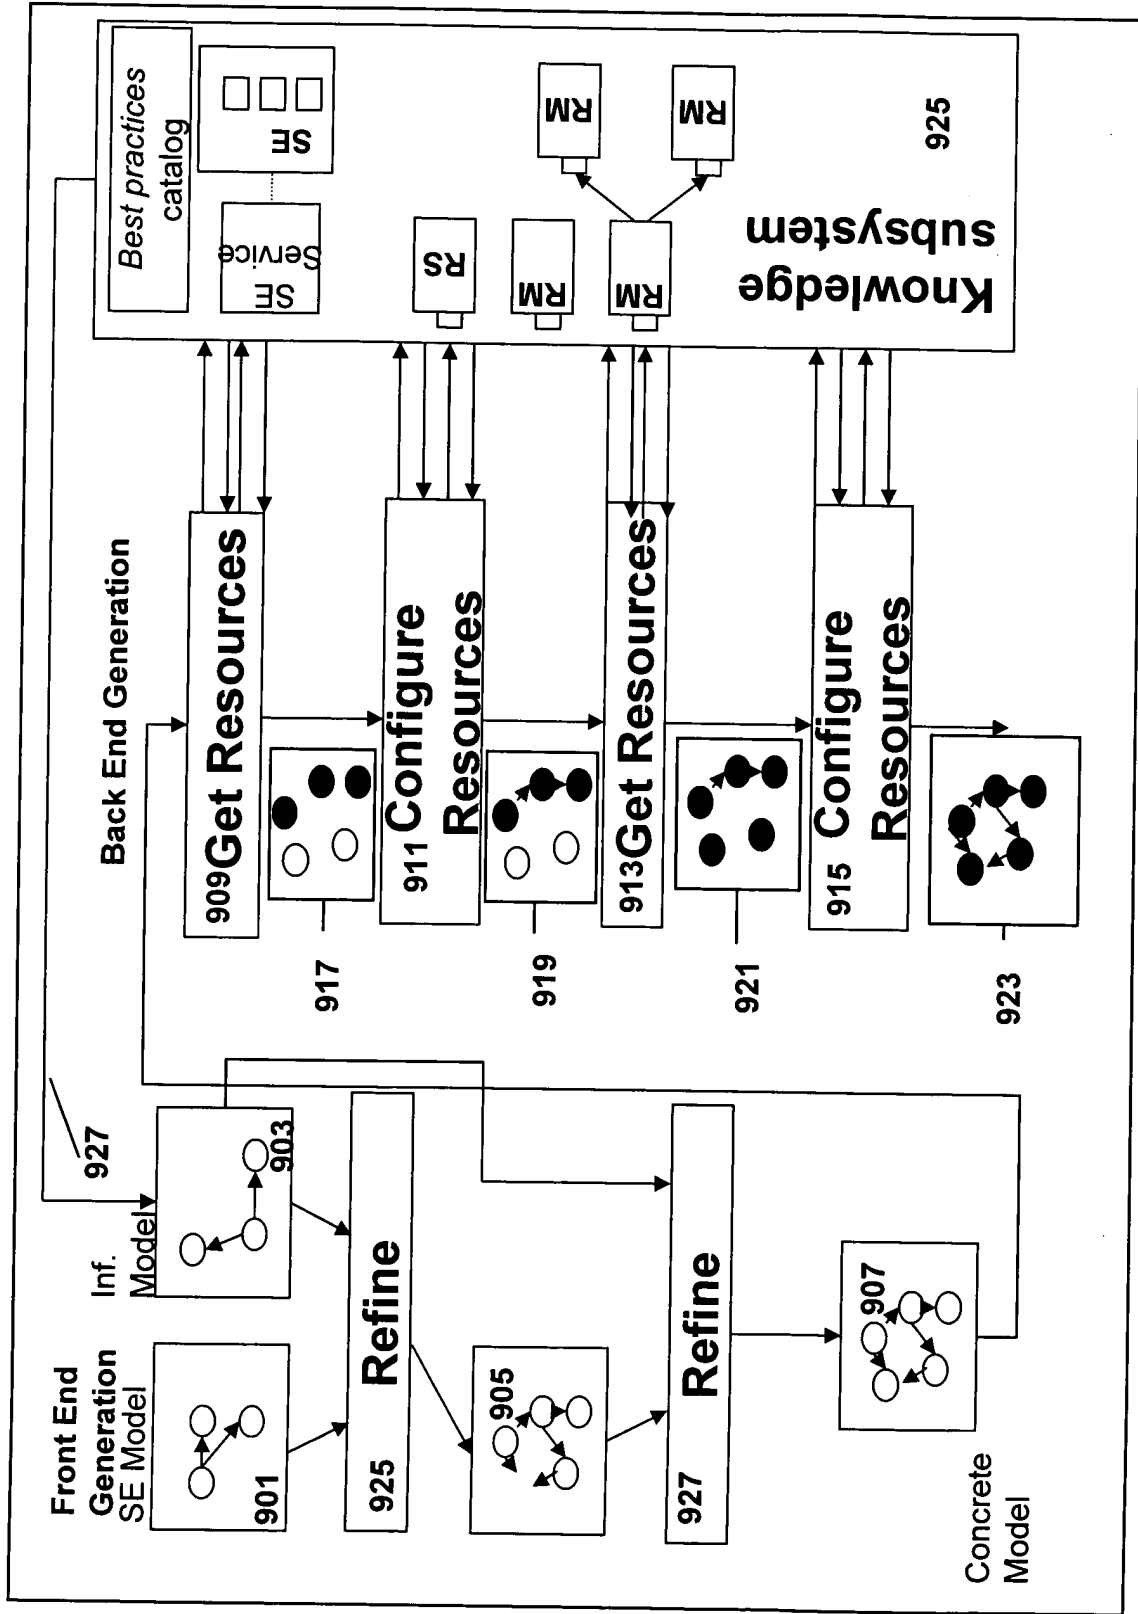 Front End
Generation
SE Model
901
Inf.
Model
903
927
925
Refine
905
927
Refine
907
Concrete
Model
Back End Generation
909 Get Resources
917
911 Configure
Resources
919
913 Get Resources
921
915 Configure
Resources
923
Best practices
catalog
SE
Service
SE
RS
RM
RM
RM
RM
Knowledge
subsystem
925